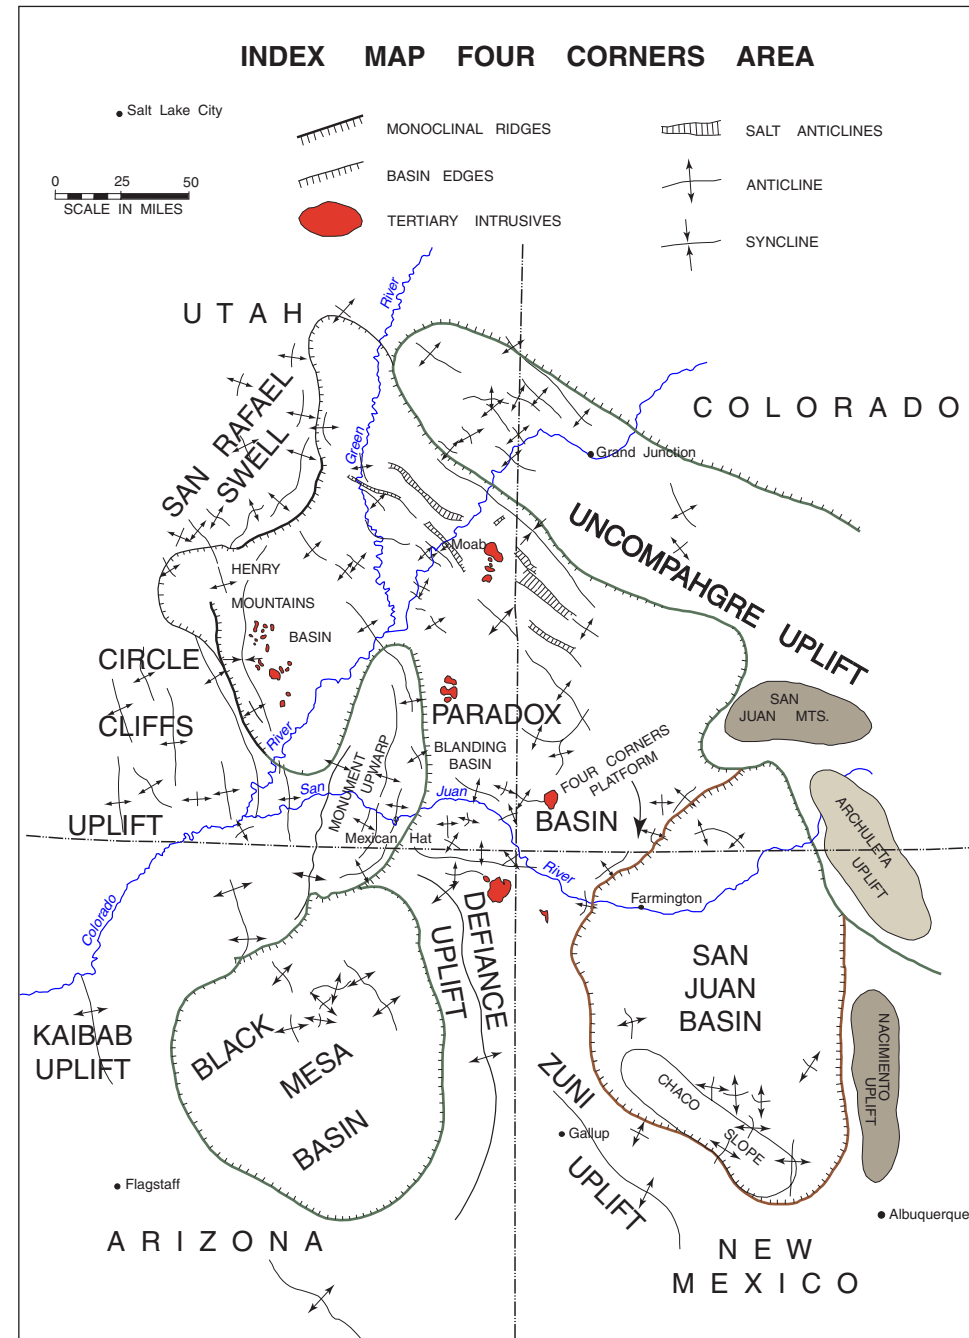 INDEX MAP FOUR CORNERS AREA
Salt Lake City
MONOCLINAL RIDGES
SALT ANTICLINES
BASIN EDGES
ANTICLINE
0 25 50
SCALE IN MILES
TERTIARY INTRUSIVES
SYNCLINE
River
UTAH
COLORADO
SAN RAFAEL
SWELL
Green
Grand Junction
UNCOMPAHGRE UPLIFT
Moab
HENRY
MOUNTAINS
BASIN
CIRCLE
CLIFFS
UPLIFT
SAN
JUAN MTS.
PARADOX
BASIN
BLANDING
BASIN
River
MONUMENT
UPWARP
FOUR CORNERS
PLATFORM
San
Juan
River
Mexican Hat
ARCHULETA
UPLIFT
Colorado
Farmington
DEFIANCE
UPLIFT
SAN
JUAN
BASIN
KAIBAB
UPLIFT
BLACK
MESA
BASIN
ZUNI
UPLIFT
CHACO
SLOPE
NACIMIENTO
UPLIFT
Gallup
Flagstaff
Albuquerque
ARIZONA
NEW
MEXICO